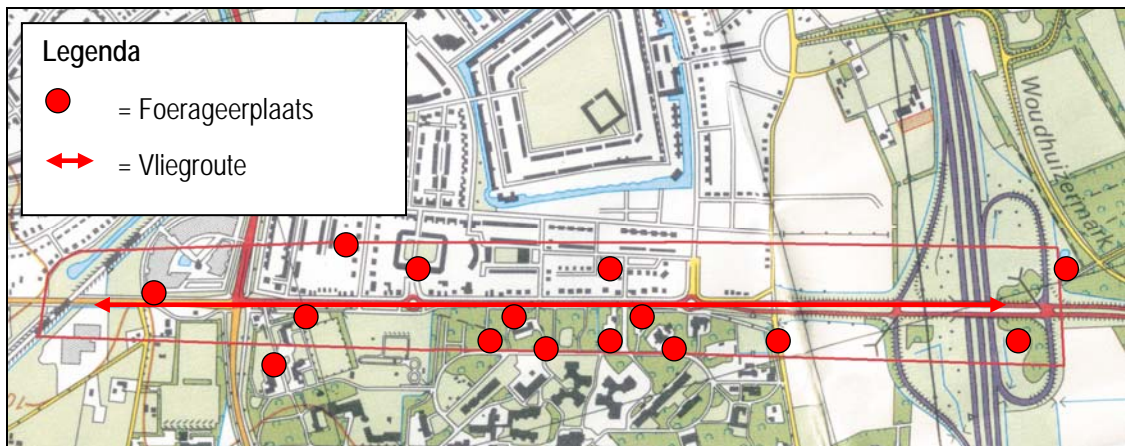 Legenda
= Foerageerplaats
= Vliegroute
Woudhuizermark